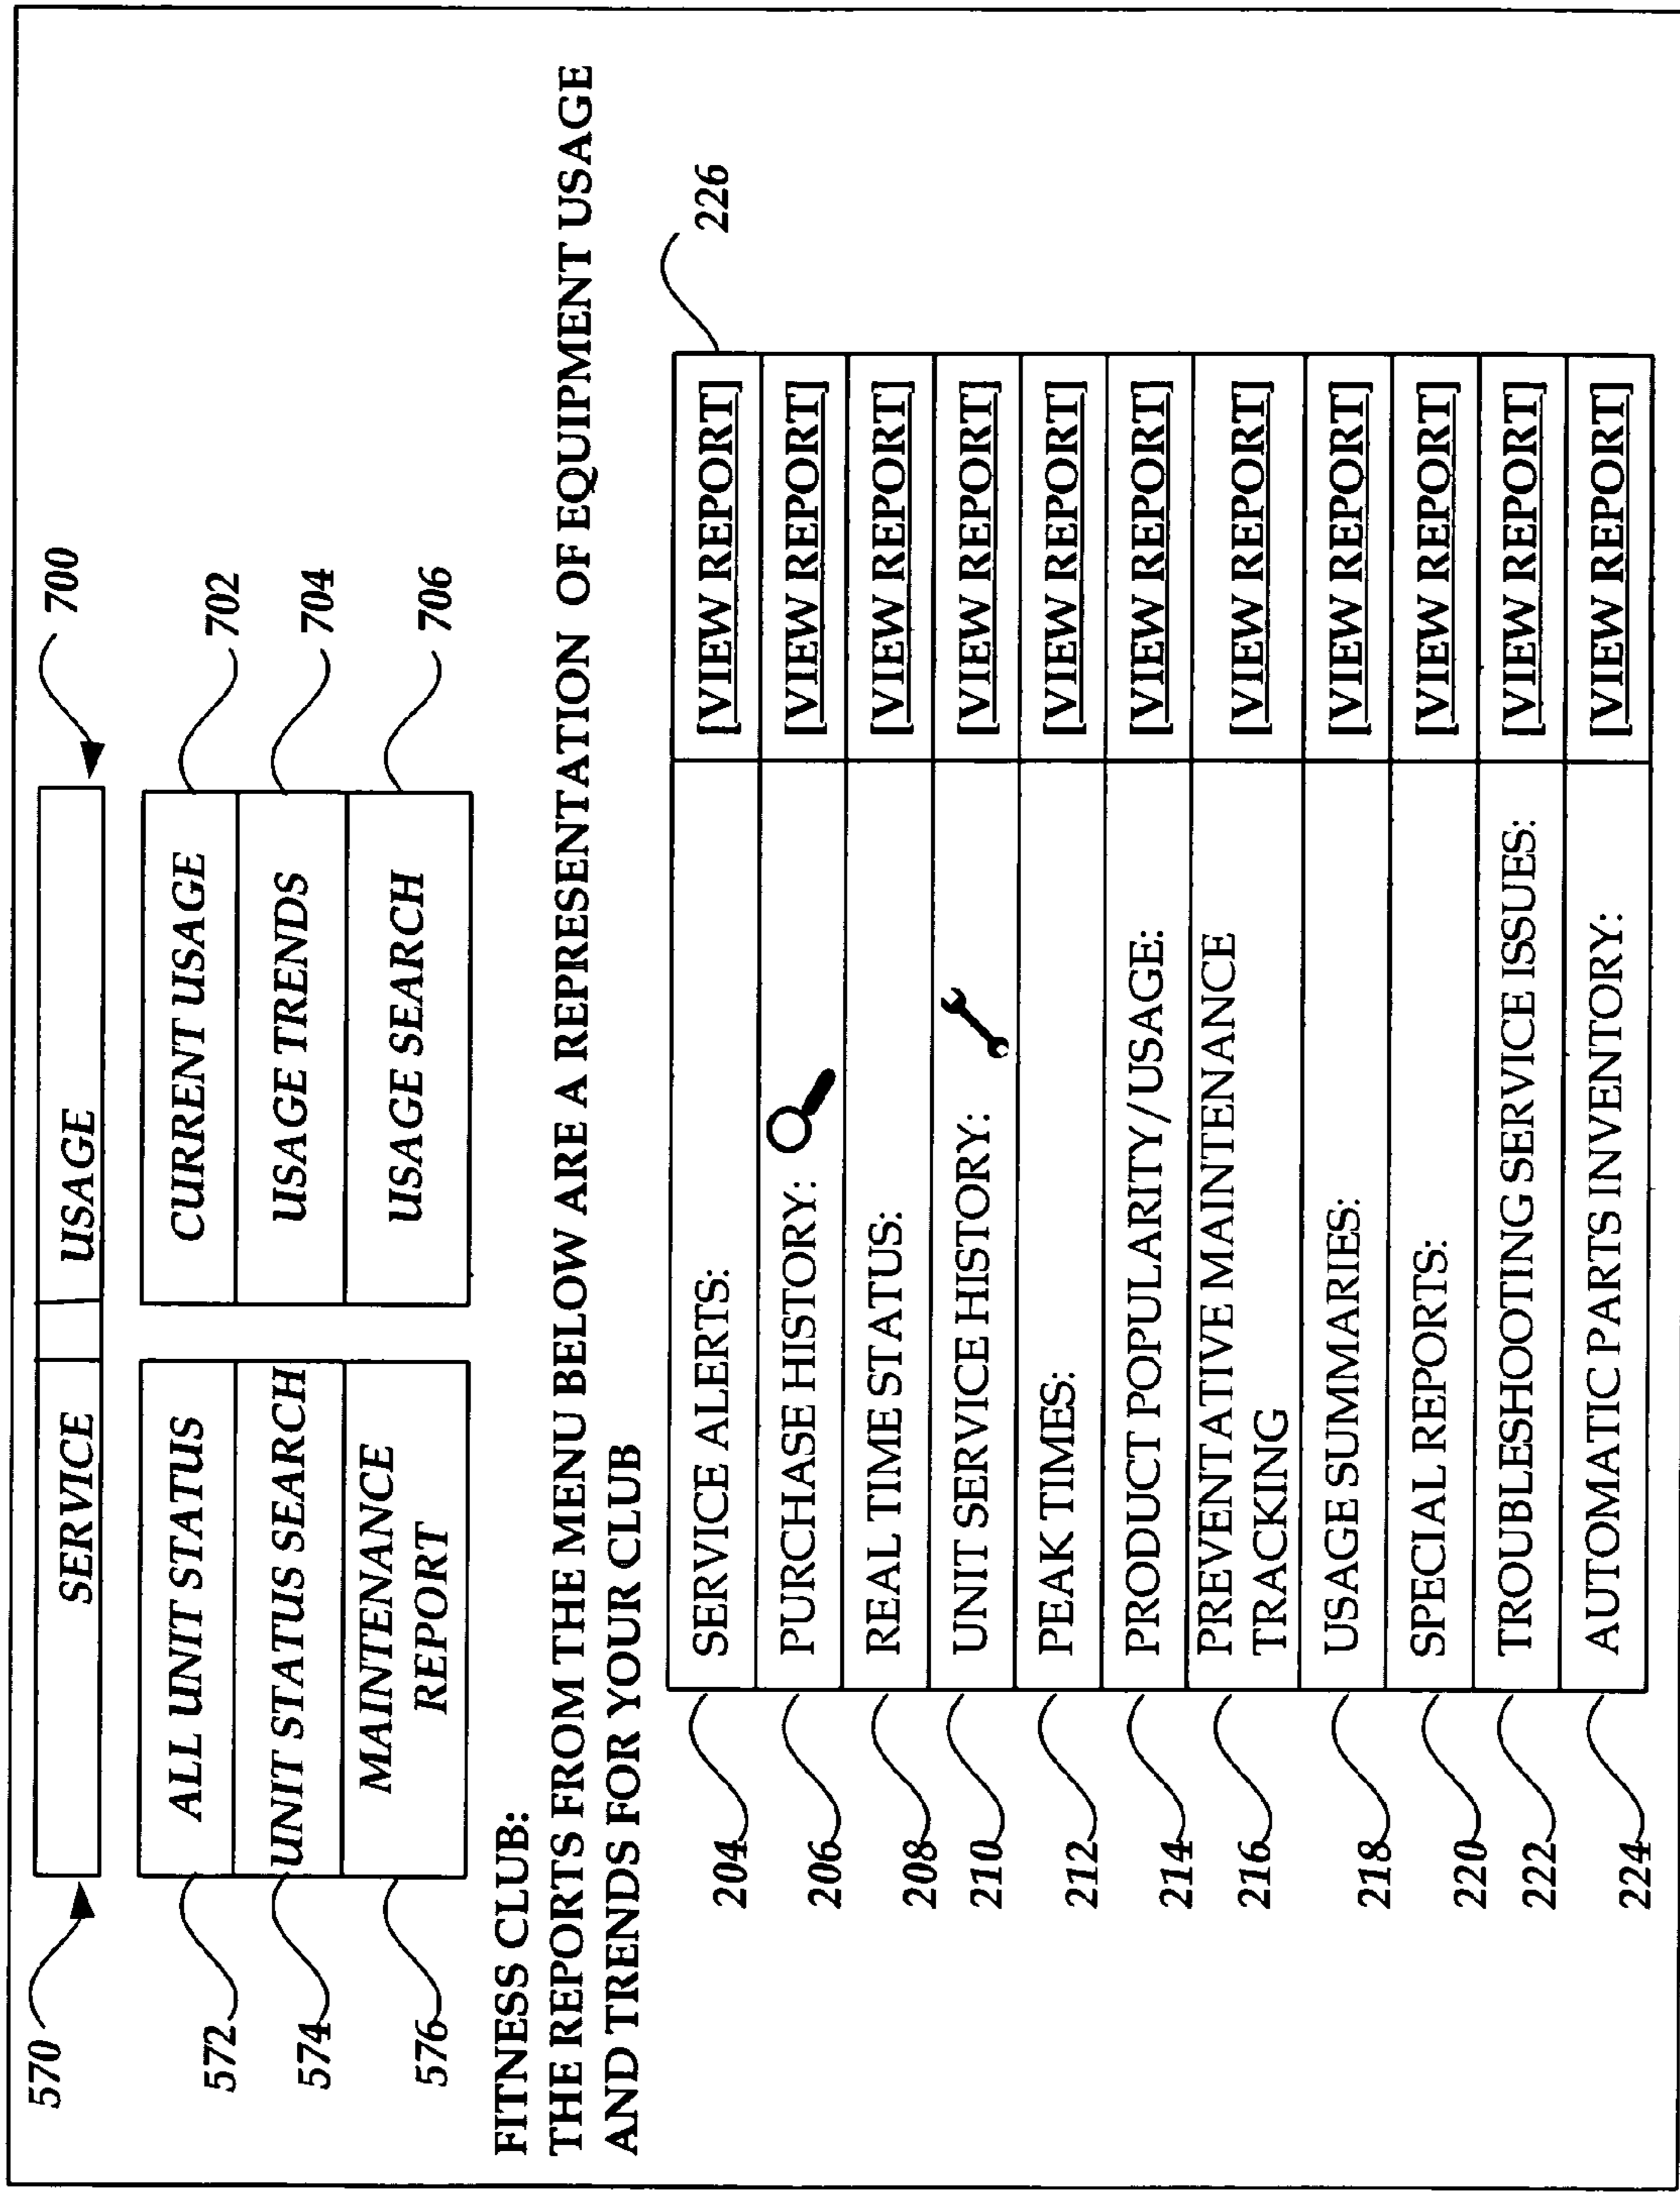 570
SERVICE
USAGE
700
572
ALL UNIT STATUS
CURRENT USAGE
702
574
UNIT STATUS SEARCH
USAGE TRENDS
704
576
MAINTENANCE
REPORT
USAGE SEARCH
706
FITNESS CLUB:
THE REPORTS FROM THE MENU BELOW ARE A REPRESENTATION OF EQUIPMENT USAGE
AND TRENDS FOR YOUR CLUB
226
204
SERVICE ALERTS:
[VIEW REPORT]
206
PURCHASE HISTORY:
[VIEW REPORT]
208
REAL TIME STATUS:
[VIEW REPORT]
210
UNIT SERVICE HISTORY:
[VIEW REPORT]
212
PEAK TIMES:
[VIEW REPORT]
214
PRODUCT POPULARITY/USAGE:
[VIEW REPORT]
216
PREVENTATIVE MAINTENANCE
TRACKING
[VIEW REPORT]
218
USAGE SUMMARIES:
[VIEW REPORT]
220
SPECIAL REPORTS:
[VIEW REPORT]
222
TROUBLESHOOTING SERVICE ISSUES:
[VIEW REPORT]
224
AUTOMATIC PARTS INVENTORY:
[VIEW REPORT]